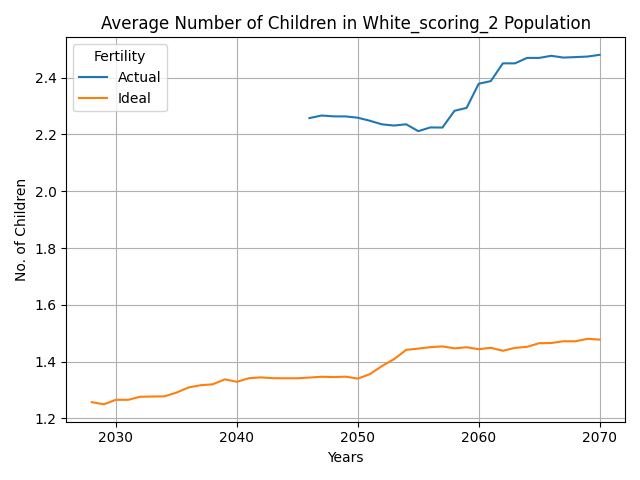 Average Number of Children in White_scoring_2 Population
Fertility
Actual
Ideal
No. of Children
2.4
2.2
2.0
1.8
1.6
1.4
1.2
2030 2040 2050 2060 2070
Years